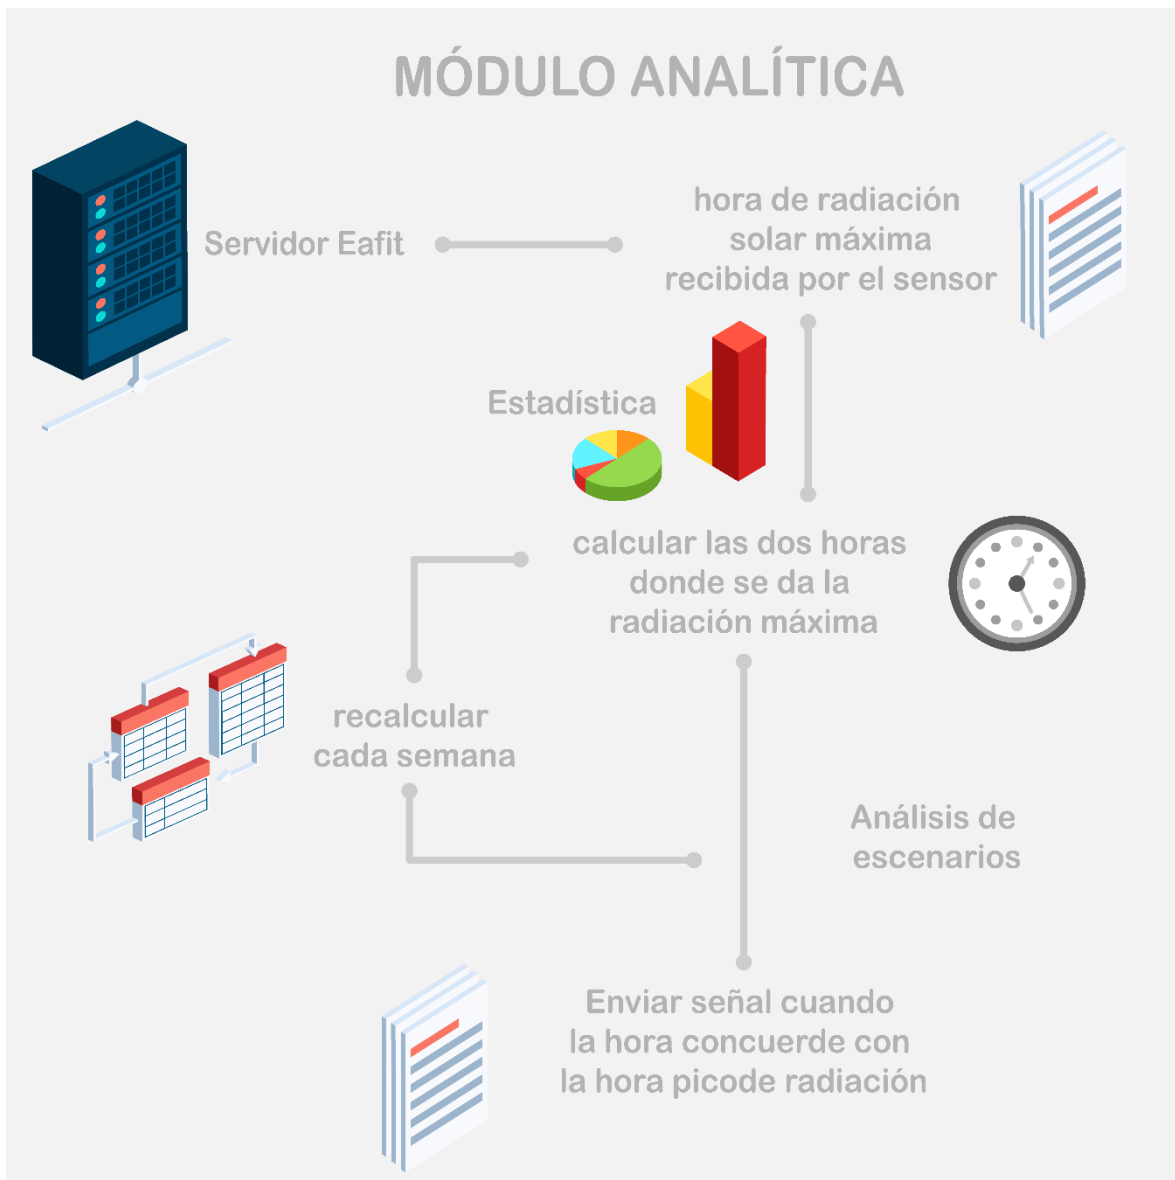 MÓDULO ANALÍTICA
Servidor Eafit
hora de radiación
solar máxima
recibida por el sensor
Estadística
calcular las dos horas
donde se da la
radiación máxima
recalcular
cada semana
Análisis de
escenarios
Enviar señal cuando
la hora concuerde con
la hora picode radiación